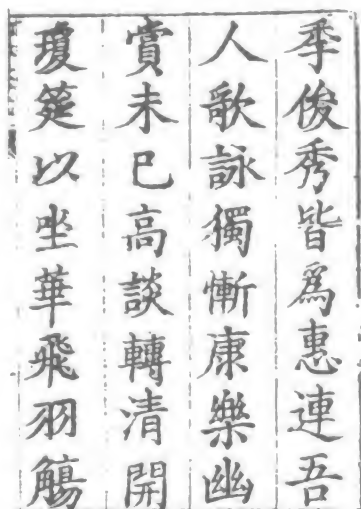 季俊秀皆爲惠連吾
人歌詠獨慚康樂幽
賞未已高談轉清開
瓊筵以坐華飛羽觴